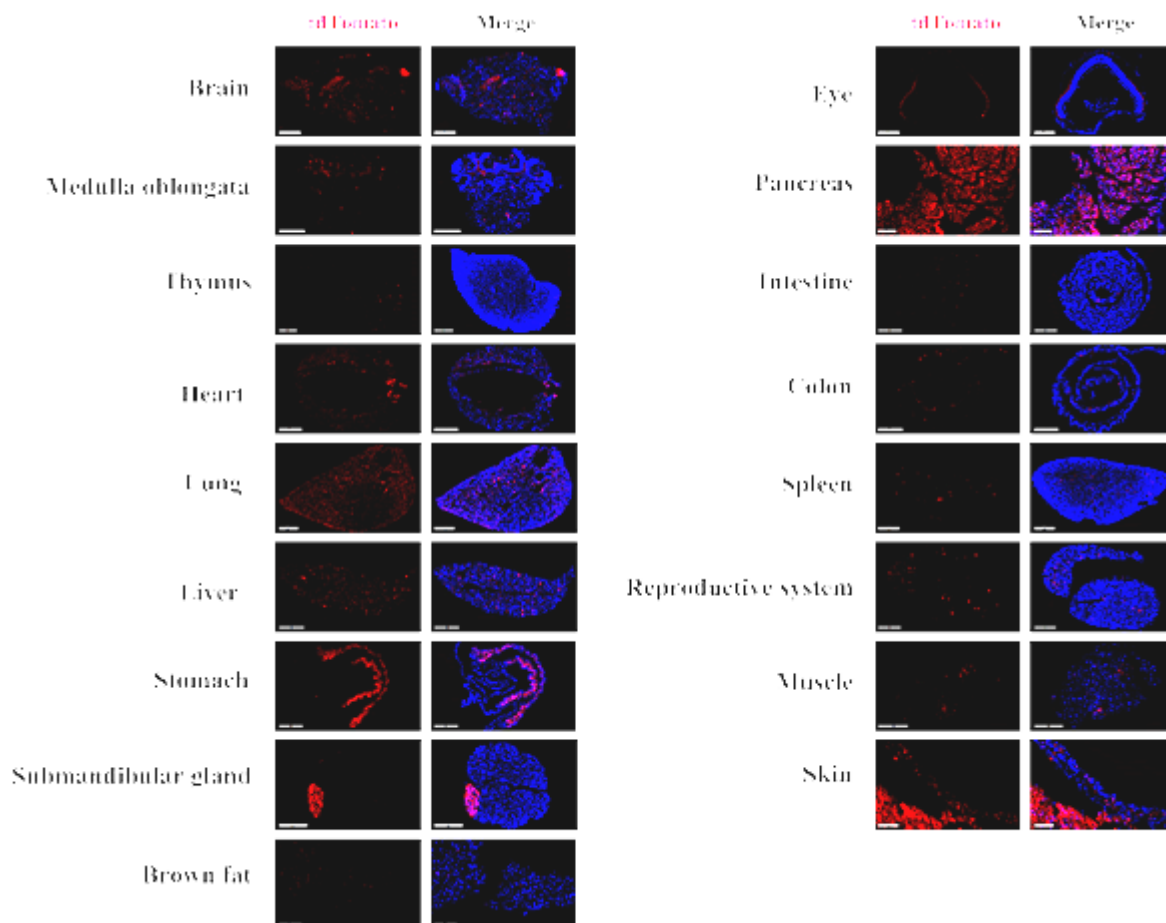 tdTomato Merge
Brain
Medulla oblongata
Thymus
Heart
Lung
Liver
Stomach
Submandibular gland
Brown fat
tdTomato Merge
Eye
Pancreas
Intestine
Colon
Spleen
Reproductive system
Muscle
Skin